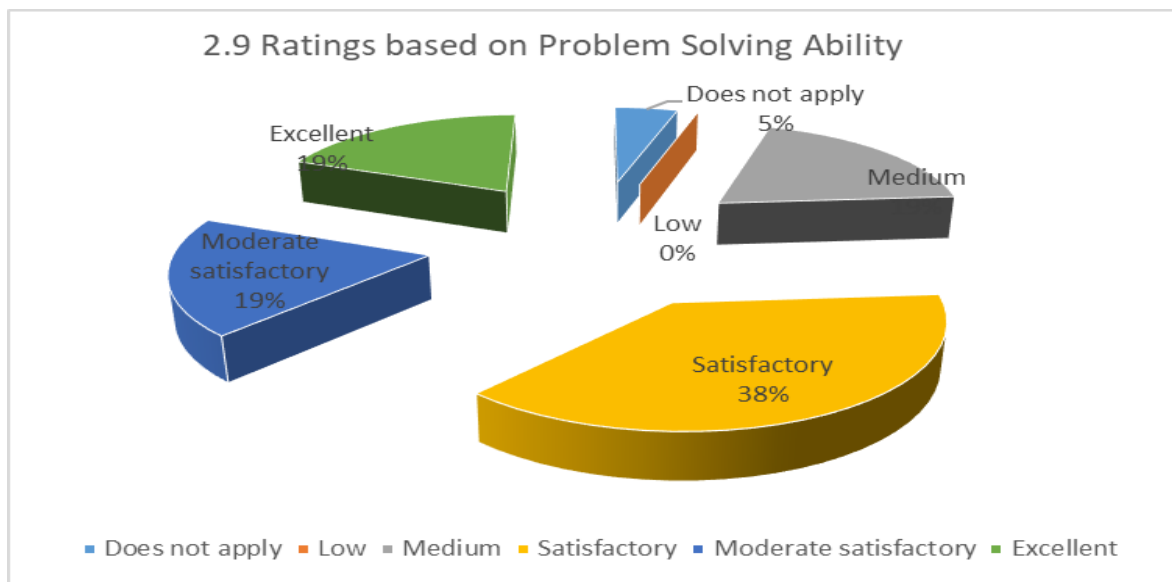 2.9 Ratings based on Problem Solving Ability
Does not apply
5%
Excellent
19%
Medium
Low
0%
Moderate
satisfactory
19%
Satisfactory
38%
Does not apply Low Medium Satisfactory Moderate satisfactory Excellent